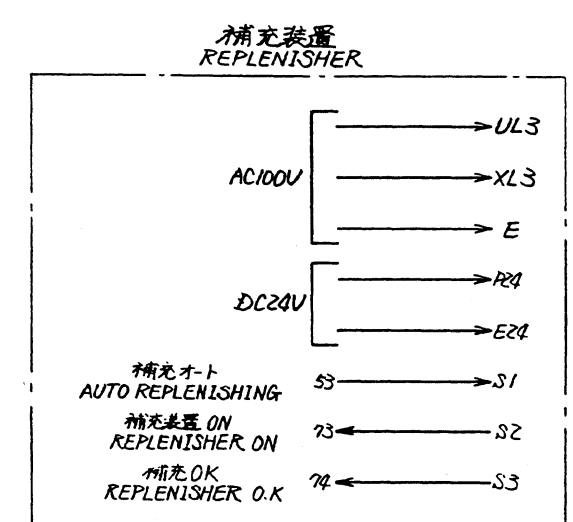 補充装置
REPLENISHER
AC100V
UL3
XL3
E
DC24V
P24
E24
補充オート
AUTO REPLENISHING
53
S1
補充装置 ON
REPLENISHER ON
73
S2
補充OK
REPLENISHER O.K
74
S3